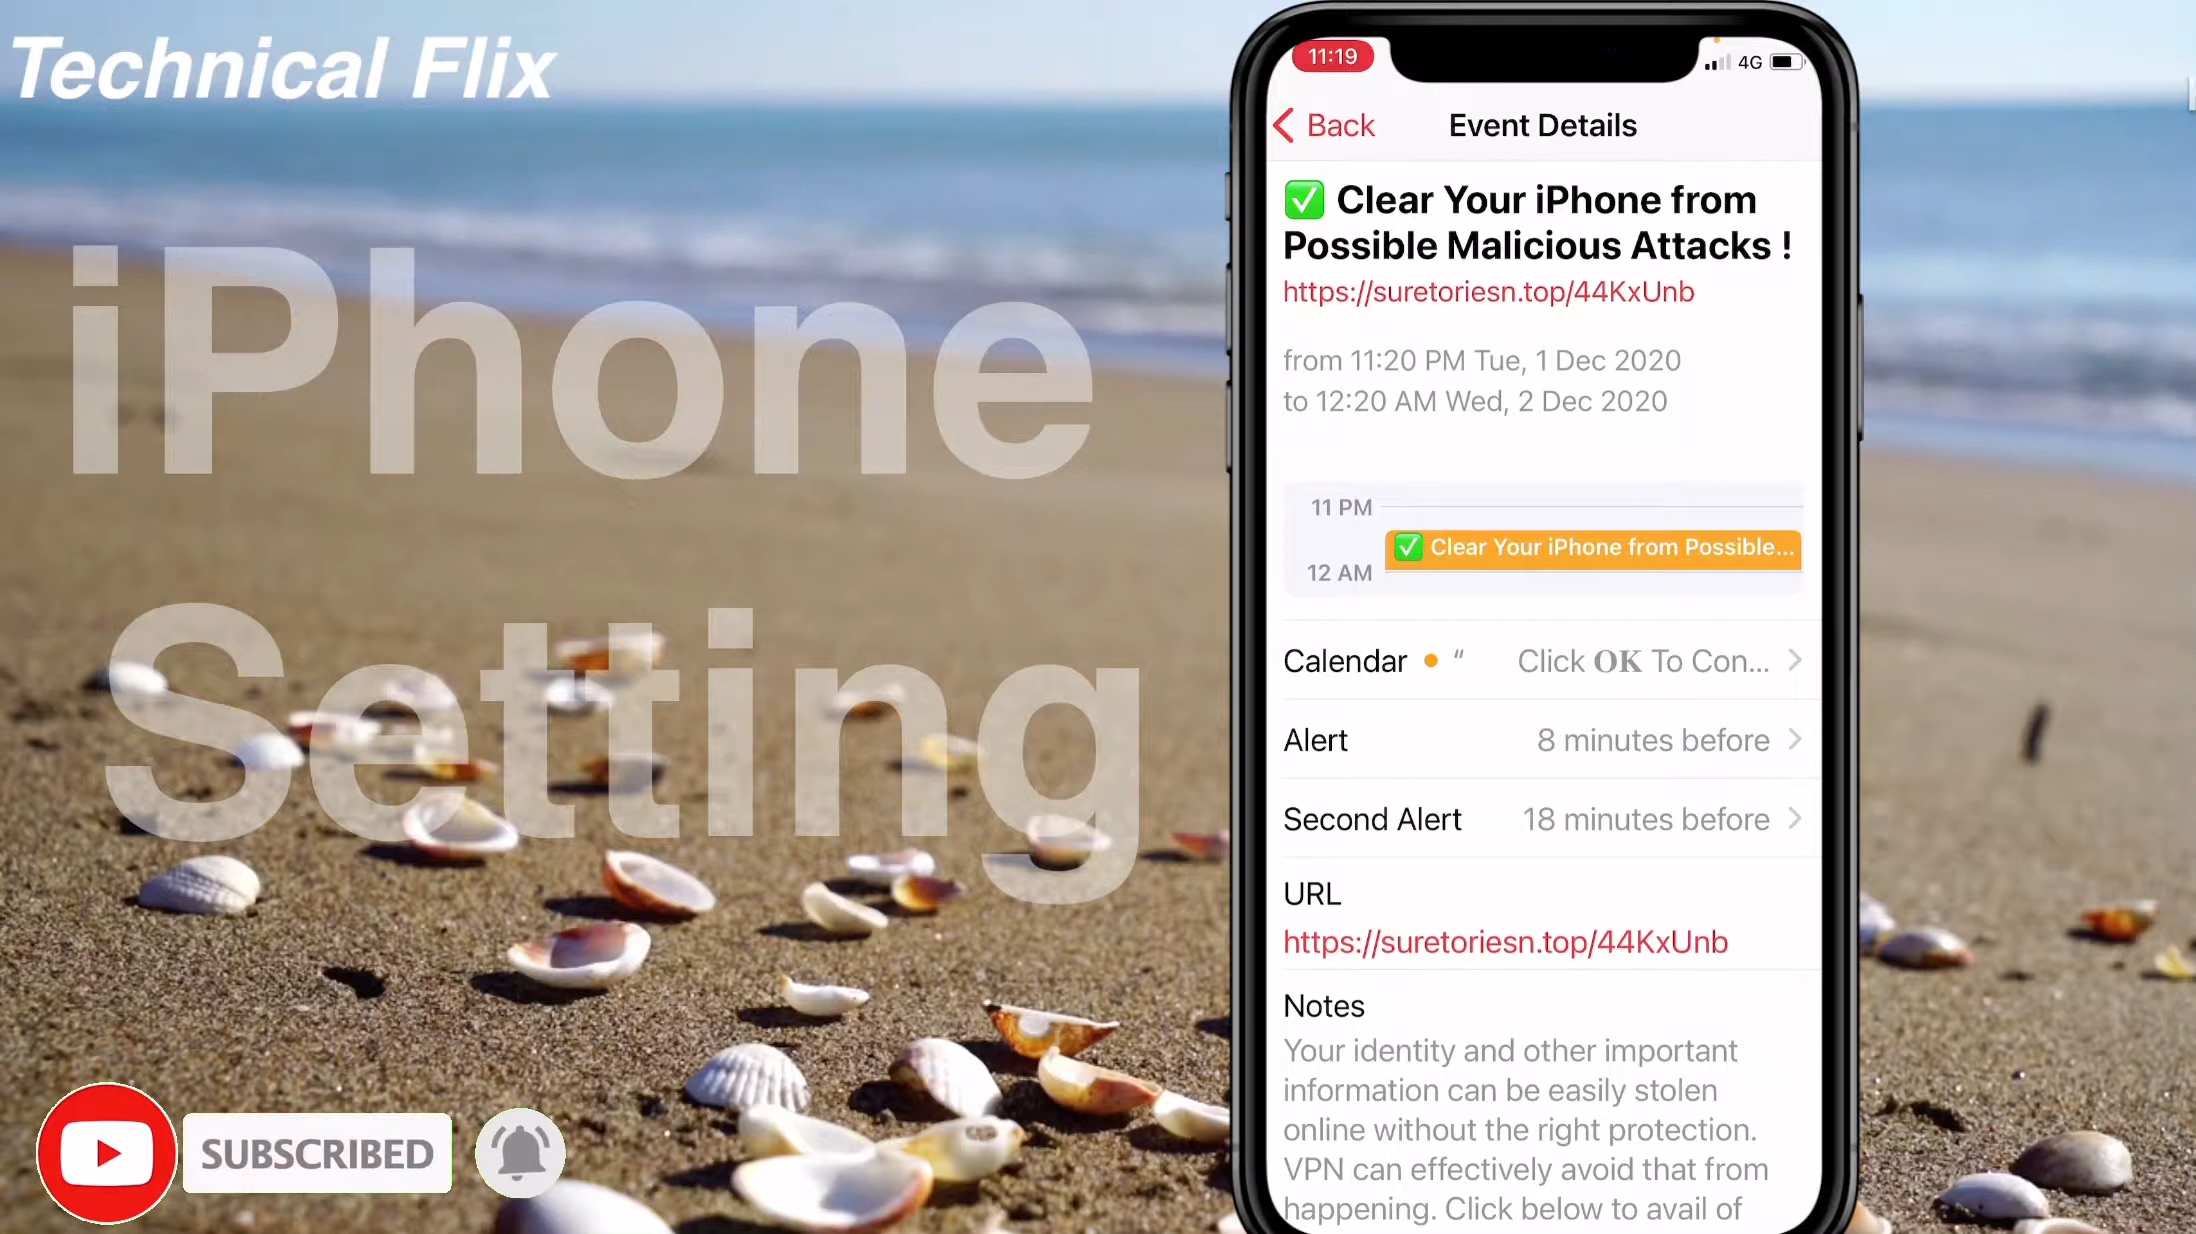 Technical Flix
iPhone
Setting
SUBSCRIBED
11:19
4G
Back
Event Details
✅ Clear Your iPhone from
Possible Malicious Attacks !
https://suretoriesn.top/44KxUnb
from 11:20 PM Tue, 1 Dec 2020
to 12:20 AM Wed, 2 Dec 2020
11 PM
✅ Clear Your iPhone from Possible...
12 AM
Calendar “ Click OK To Con...
Alert 8 minutes before
Second Alert 18 minutes before
URL
https://suretoriesn.top/44KxUnb
Notes
Your identity and other important
information can be easily stolen
online without the right protection.
VPN can effectively avoid that from
happening. Click below to avail of